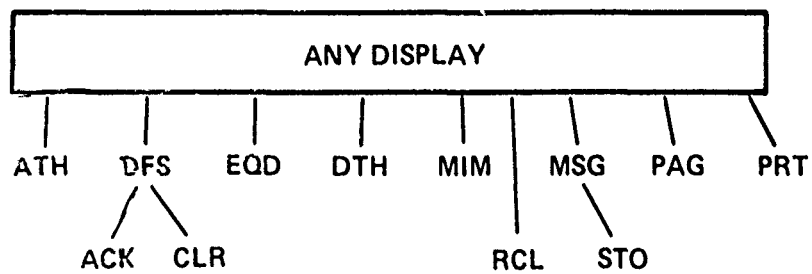 ANY DISPLAY
ATH DFS EQD DTH MIM MSG PAG PRT
ACK CLR RCL STO